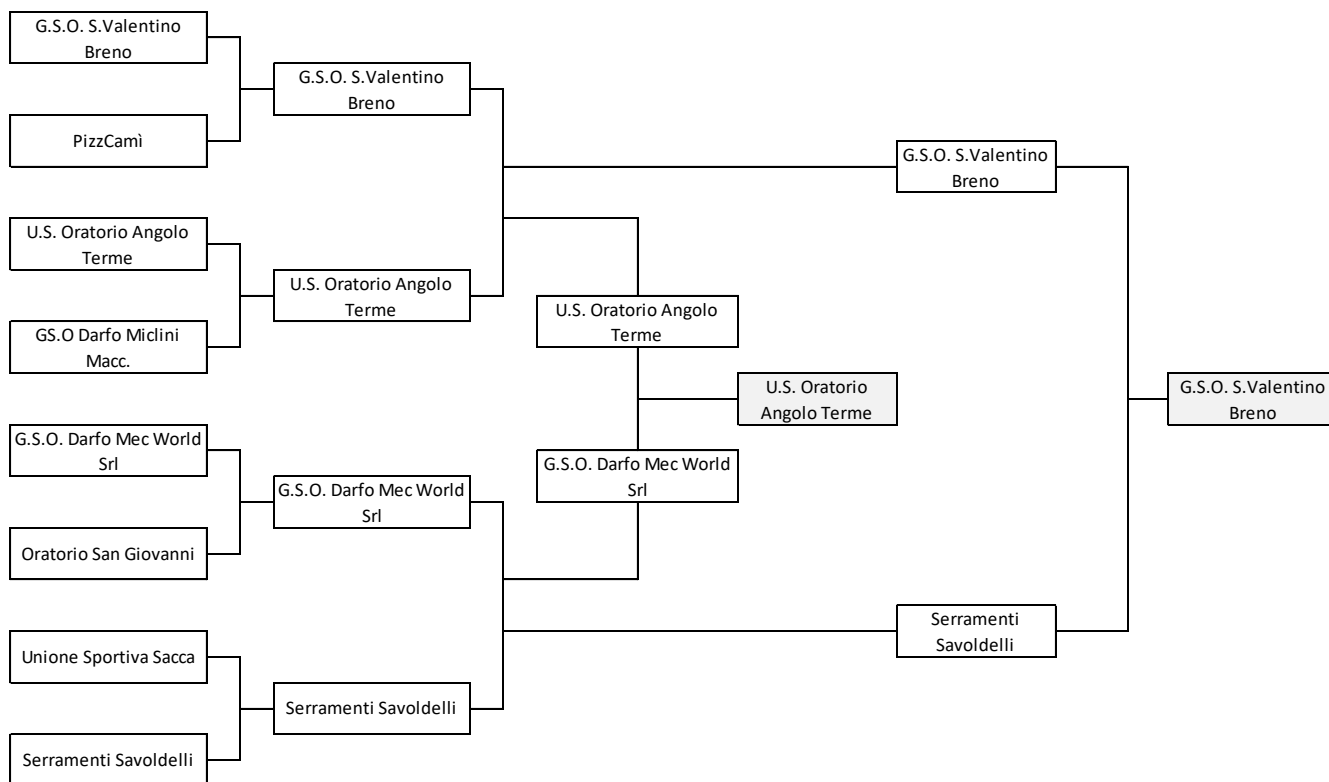 G.S.O. S.Valentino
Breno
PizzCamì
U.S. Oratorio Angolo
Terme
GS.O Darfo Miclini
Macc.
G.S.O. Darfo Mec World
Srl
Oratorio San Giovanni
Unione Sportiva Sacca
Serramenti Savoldelli
G.S.O. S.Valentino
Breno
U.S. Oratorio Angolo
Terme
G.S.O. Darfo Mec World
Srl
Serramenti Savoldelli
U.S. Oratorio Angolo
Terme
G.S.O. Darfo Mec World
Srl
U.S. Oratorio
Angolo Terme
G.S.O. S.Valentino
Breno
Serramenti
Savoldelli
G.S.O. S.Valentino
Breno